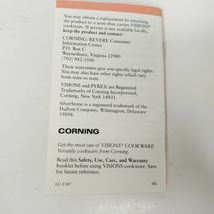 You may obtain a replacement by returning
the product to a store that carries VISIONS
cookware. If service is not available locally,
keep the product and contact:
CORNING/REVERE Consumer
Information Center
P.O. Box C
Waynesboro, Virginia 22980
(703) 942-3500
These warranties give you specific legal rights.
You may also have other rights which vary
from state to state.
VISIONS and PYREX are Registered
Trademarks of Corning Incorporated,
Corning, New York 14831.
SilverStone is a registered trademark of the
DuPont Company, Wilmington, Delaware
19898.
CORNING
Get the most out of VISIONS® COOKWARE
Versatile cookware from Corning.
Read this Safety, Use, Care, and Warranty
booklet before using VISIONS cookware. Save
for future reference.